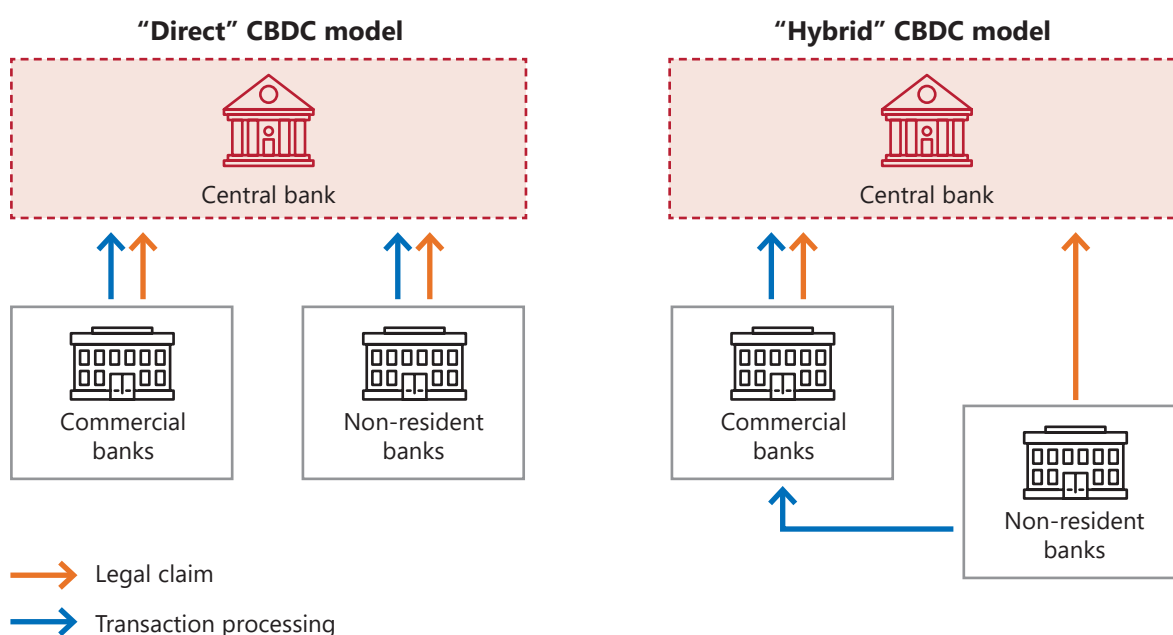 “Direct” CBDC model
Central bank
Commercial
banks
Non-resident
banks
“Hybrid” CBDC model
Central bank
Commercial
banks
Non-resident
banks
Legal claim
Transaction processing